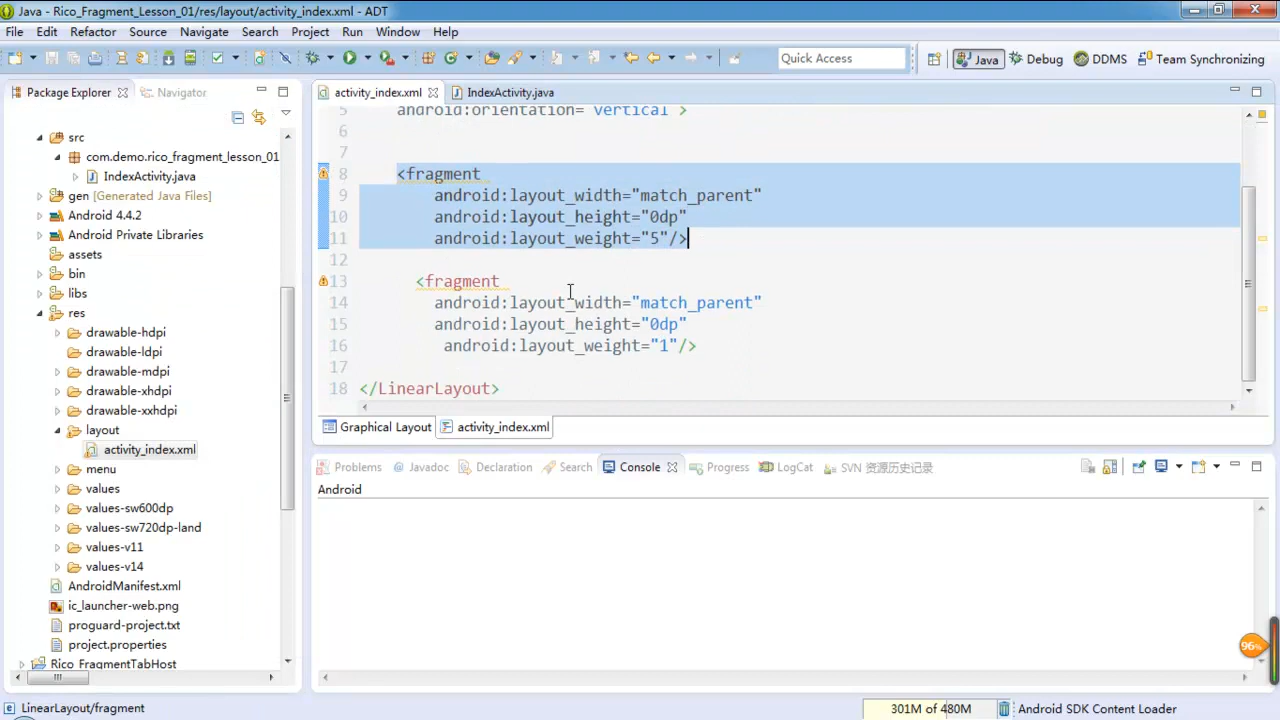 Java - Rico_Fragment_Lesson_01/res/layout/activity_index.xml - ADT
File Edit Refactor Source Navigate Search Project Run Window Help
Quick Access
Java
Debug
DDMS
Team Synchronizing
Package Explorer
Navigator
src
com.demo.rico_fragment_lesson_01
IndexActivity.java
gen [Generated Java Files]
Android 4.4.2
Android Private Libraries
assets
bin
libs
res
drawable-hdpi
drawable-ldpi
drawable-mdpi
drawable-xhdpi
drawable-xxhdpi
layout
activity_index.xml
menu
values
values-sw600dp
values-sw720dp-land
values-v11
values-v14
AndroidManifest.xml
ic_launcher-web.png
proguard-project.txt
project.properties
Rico_FragmentTabHost
activity_index.xml
IndexActivity.java
5 android:orientation="vertical" >
6
7
8 <fragment
9 android:layout_width="match_parent"
10 android:layout_height="0dp"
11 android:layout_weight="5"/>
12
13 <fragment
14 android:layout_width="match_parent"
15 android:layout_height="0dp"
16 android:layout_weight="1"/>
17
18 </LinearLayout>
Graphical Layout
activity_index.xml
Problems
Javadoc
Declaration
Search
Console
Progress
LogCat
SVN 资源历史记录
Android
96%
LinearLayout/fragment
301M of 480M
Android SDK Content Loader